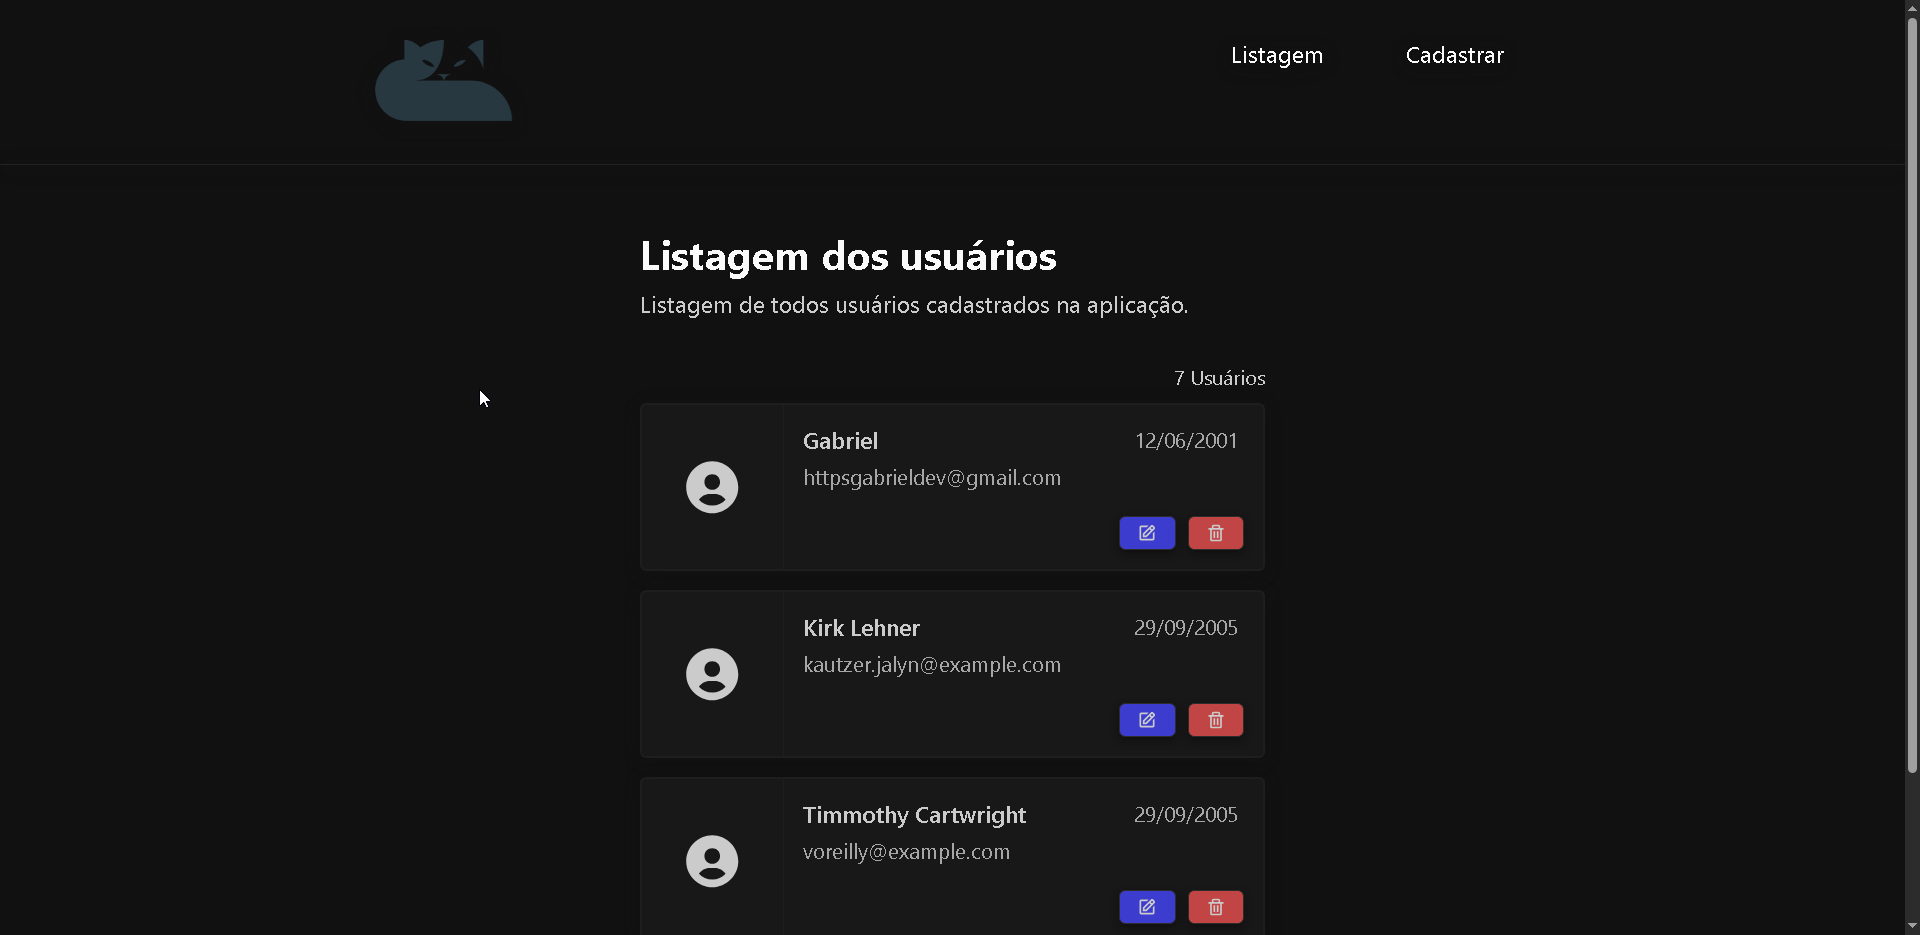 Listagem Cadastrar
Listagem dos usuários
Listagem de todos usuários cadastrados na aplicação.
7 Usuários
Gabriel 12/06/2001
httpsgabrieldev@gmail.com
Kirk Lehner 29/09/2005
kautzer.jalyn@example.com
Timmothy Cartwright 29/09/2005
voreilly@example.com